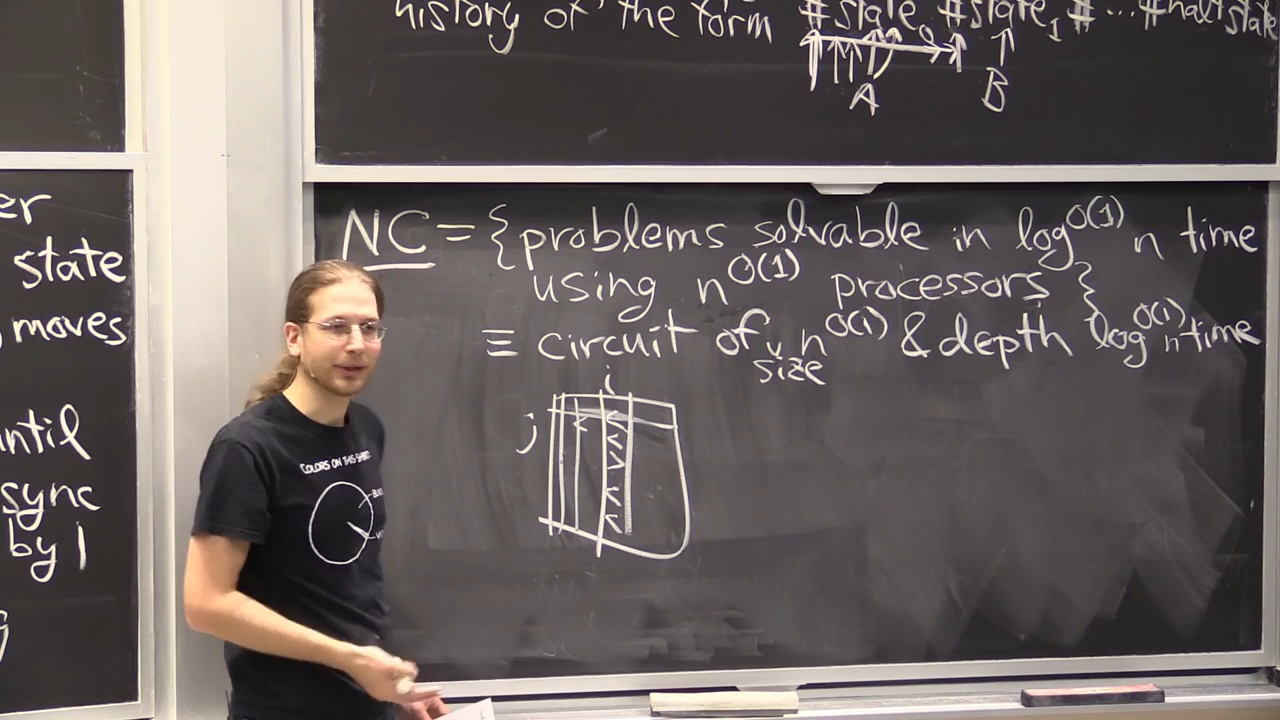 history of the form #state₀ #state₁ # ... #halt state
A
B
er
state
moves
until
sync
by 1
NC = {problems solvable in log^O(1) n time
using n^O(1) processors}
≡ circuit of size n^O(1) & depth log^O(1) n time
i
j
COLORS ON THIS SHIRT